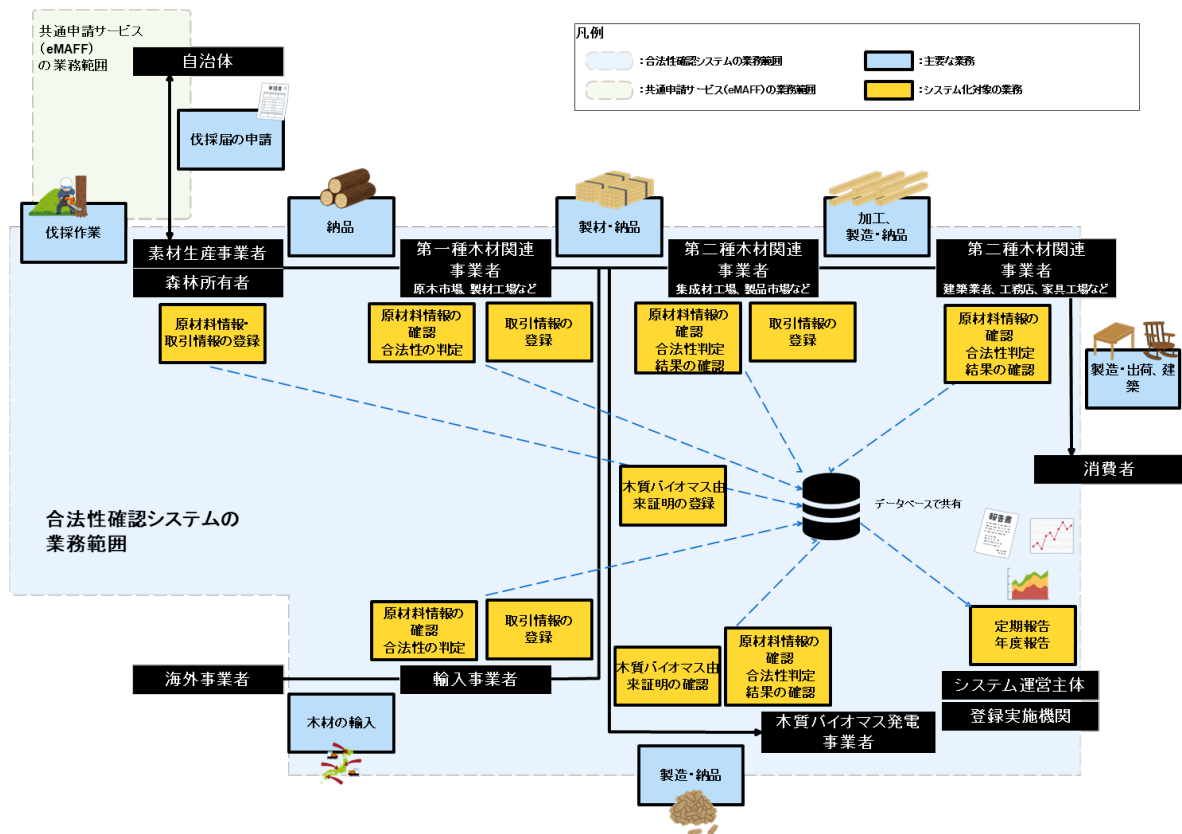 共通申請サービス
(eMAFF)
の業務範囲
自治体
申請書
伐採届の申請
凡例
:合法性確認システムの業務範囲
:主要な業務
:共通申請サービス(eMAFF)の業務範囲
:システム化対象の業務
伐採作業
納品
製材・納品
加工、
製造・納品
素材生産事業者
森林所有者
第一種木材関連
事業者
原木市場、製材工場など
第二種木材関連
事業者
集成材工場、製品市場など
第二種木材関連
事業者
建築業者、工務店、家具工場など
原材料情報・
取引情報の登録
原材料情報の
確認
合法性の判定
取引情報の
登録
原材料情報の
確認
合法性判定
結果の確認
取引情報の
登録
原材料情報の
確認
合法性判定
結果の確認
製造・出荷、建
築
消費者
木質バイオマス由
来証明の登録
データベースで共有
合法性確認システムの
業務範囲
報告書
原材料情報の
確認
合法性の判定
取引情報の
登録
定期報告
年度報告
木質バイオマス由
来証明の確認
原材料情報の
確認
合法性判定
結果の確認
海外事業者
輸入事業者
システム運営主体
登録実施機関
木材の輸入
木質バイオマス発電
事業者
製造・納品